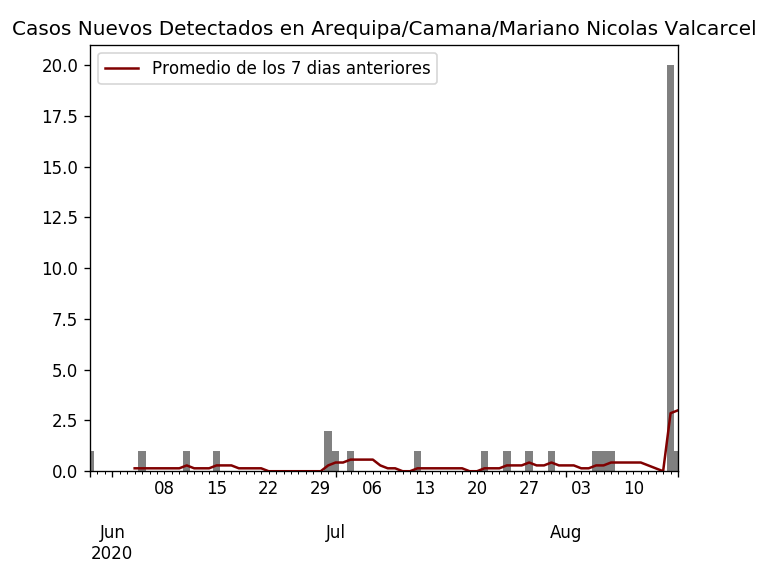 Casos Nuevos Detectados en Arequipa/Camana/Mariano Nicolas Valcarcel
Promedio de los 7 dias anteriores
20.0
17.5
15.0
12.5
10.0
7.5
5.0
2.5
0.0
08 15 22 29 06 13 20 27 03 10
Jun Jul Aug
2020